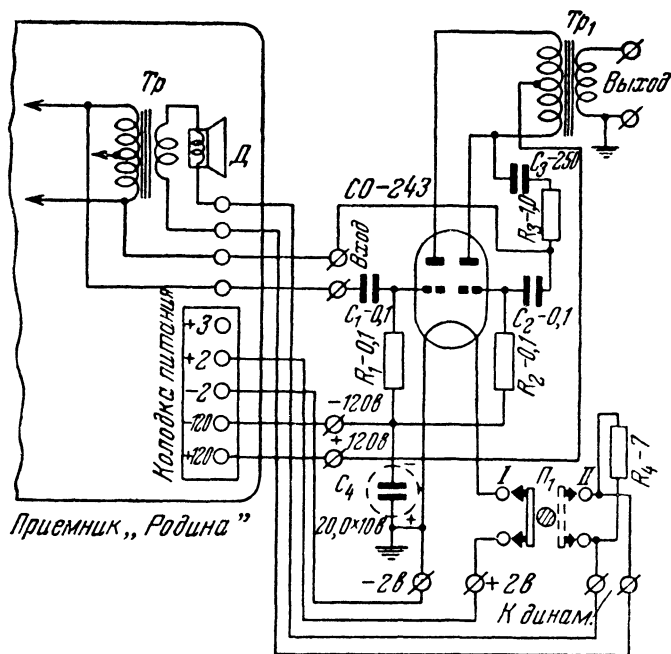 Тр₁
Выход
Тр
Д
C₃-250
СО-243
R₃-1,0
Вход
C₁-0,1
C₂-0,1
R₁-0,1
R₂-0,1
Колодка питания
+3
+2
-2
-120
+120
-120в
+120в
R₄-7
C₄
-
+
20,0×10в
I
П₁
II
Приемник „Родина”
-2в
+2в
К динам.